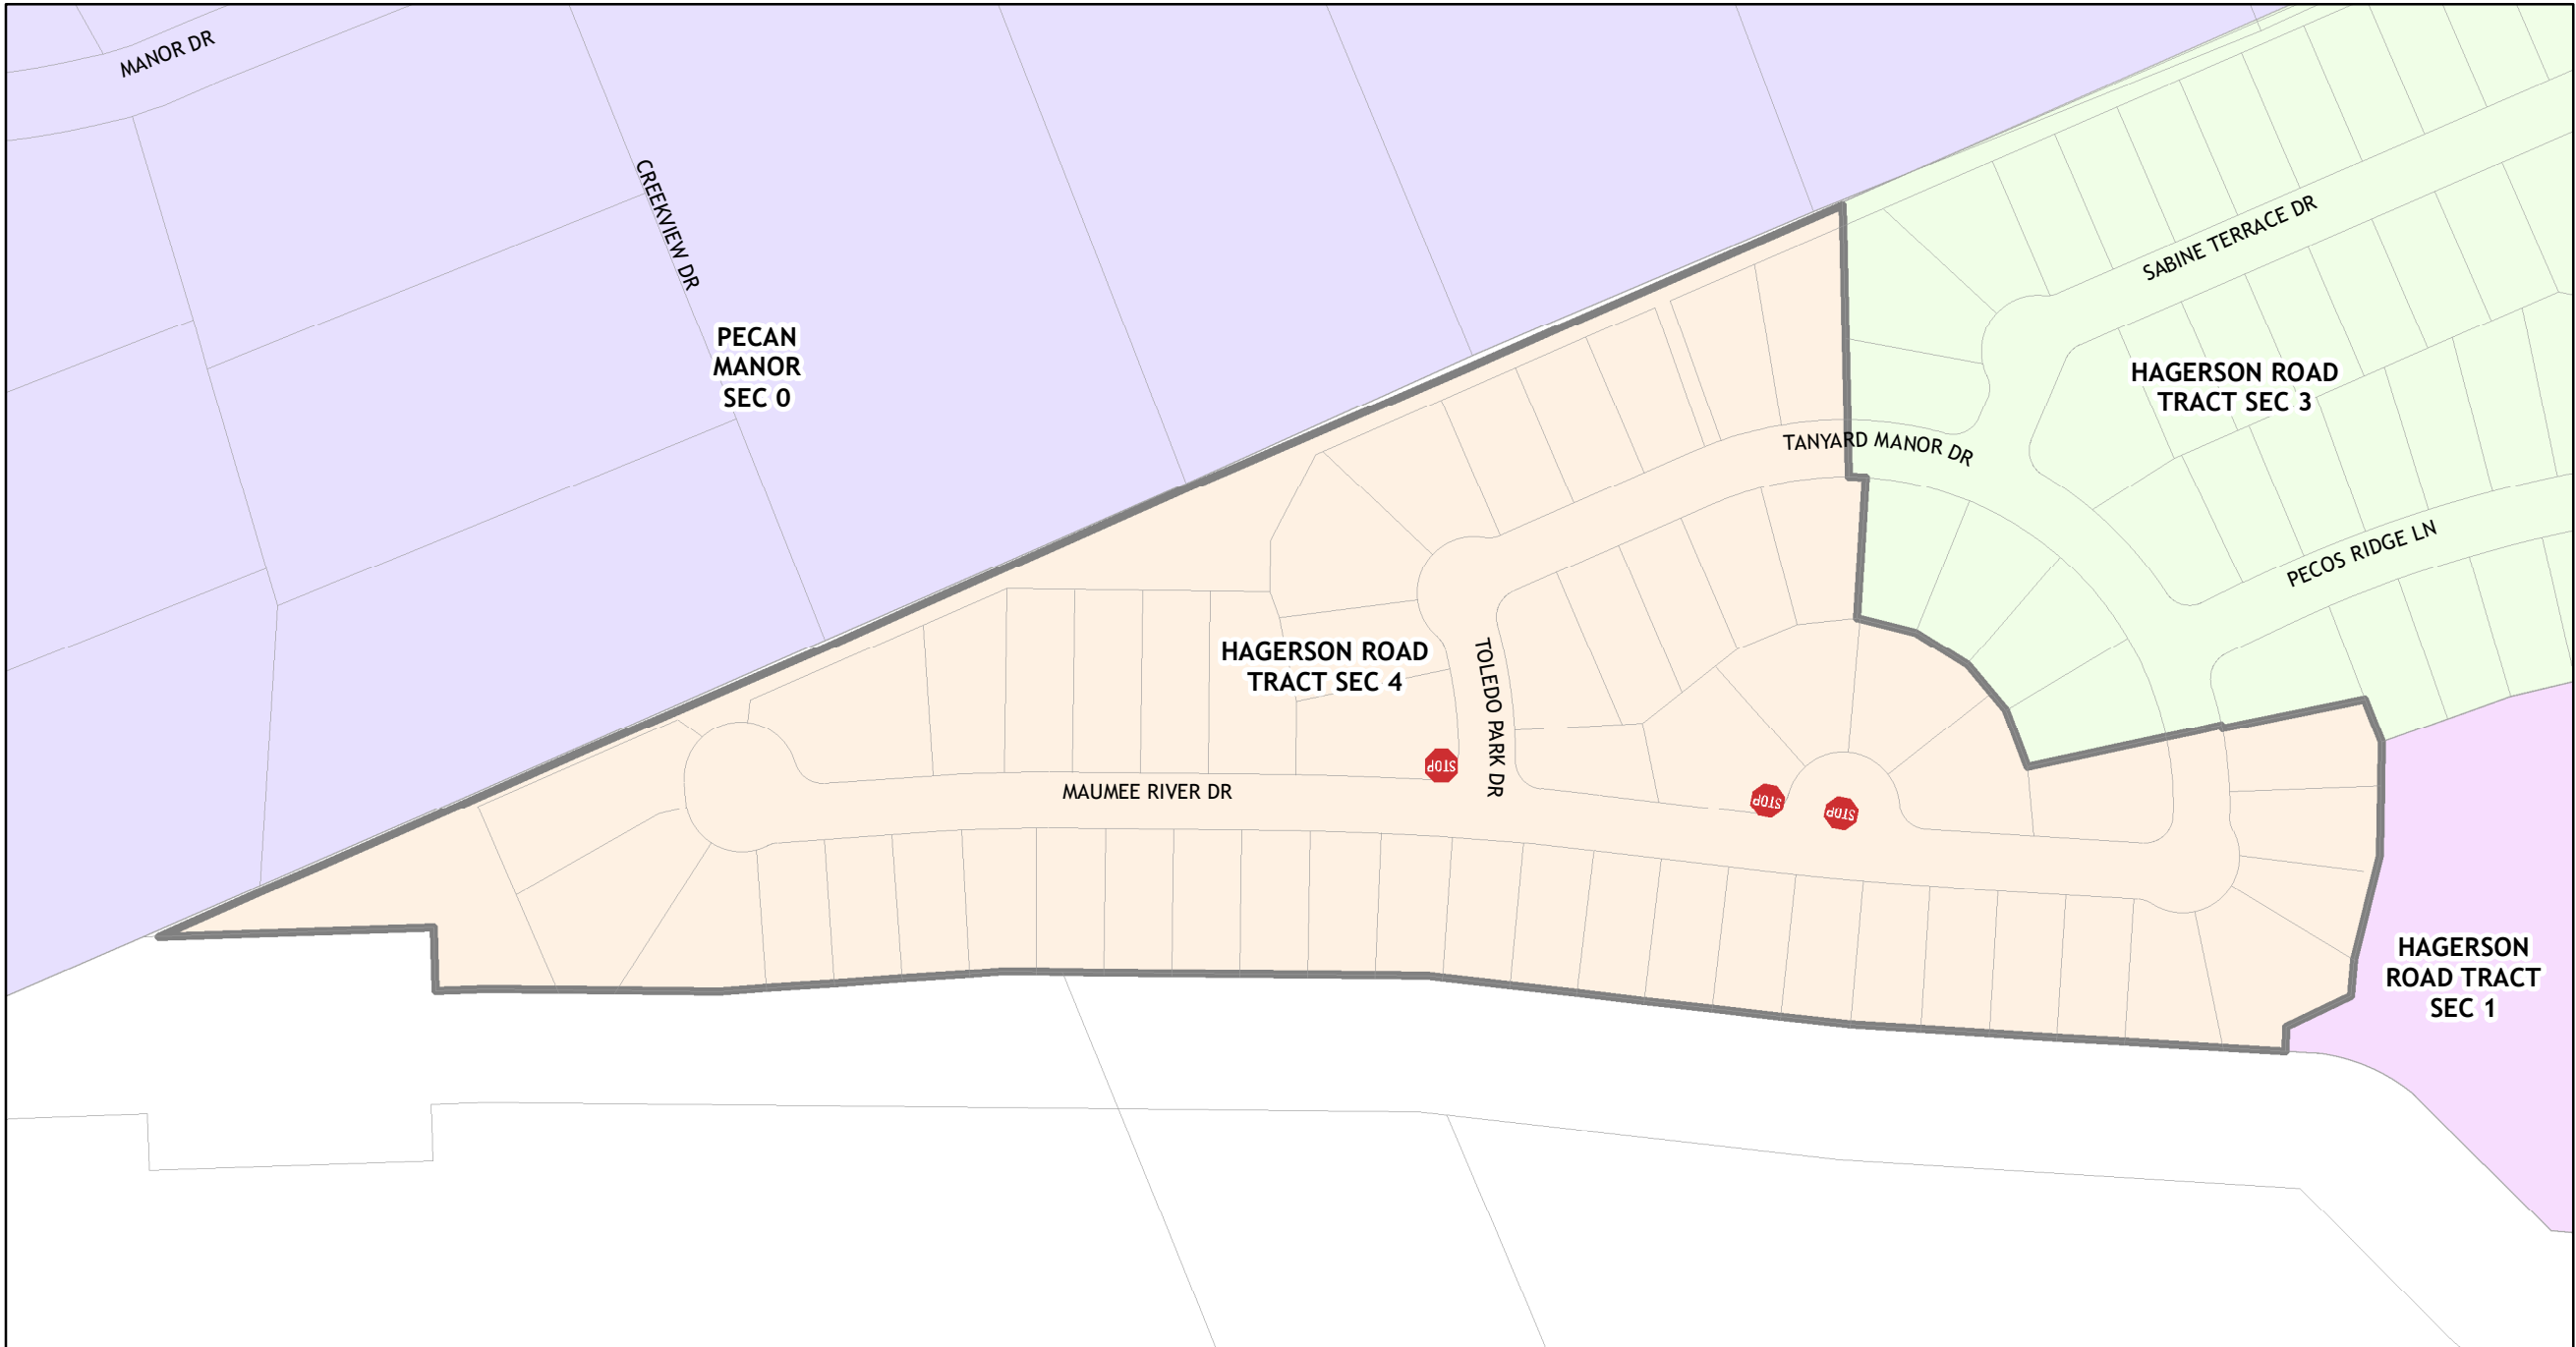 MANOR DR
CREEKVIEW DR
PECAN
MANOR
SEC 0
SABINE TERRACE DR
HAGERSON ROAD
TRACT SEC 3
TANYARD MANOR DR
PECOS RIDGE LN
HAGERSON ROAD
TRACT SEC 4
TOLEDO PARK DR
STOP
MAUMEE RIVER DR
STOP
STOP
HAGERSON
ROAD TRACT
SEC 1